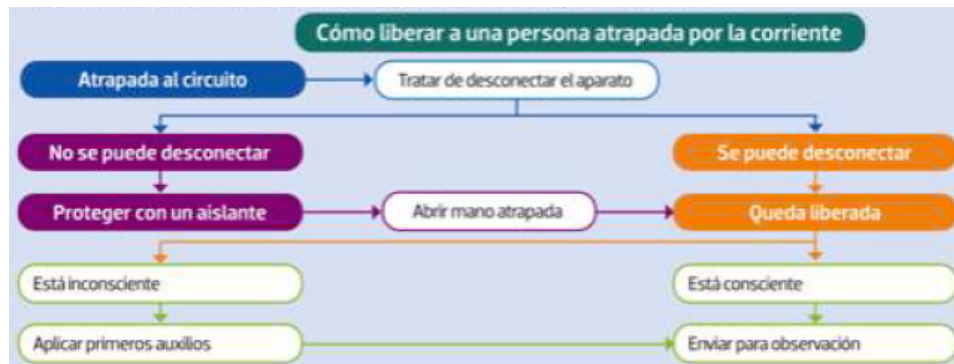 Cómo liberar a una persona atrapada por la corriente
Atrapada al circuito
Tratar de desconectar el aparato
No se puede desconectar
Se puede desconectar
Proteger con un aislante
Abrir mano atrapada
Queda liberada
Está inconsciente
Está consciente
Aplicar primeros auxilios
Enviar para observación